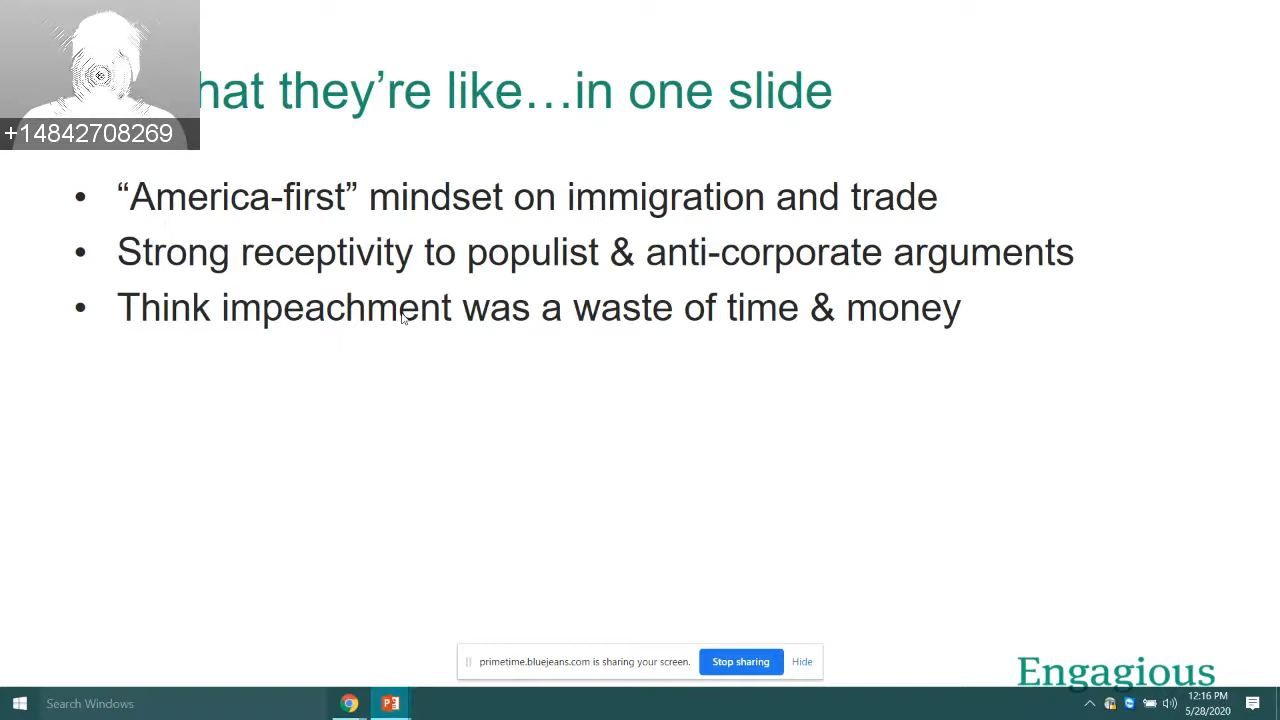 hat they’re like…in one slide
+14842708269
• “America-first” mindset on immigration and trade
• Strong receptivity to populist & anti-corporate arguments
• Think impeachment was a waste of time & money
primetime.bluejeans.com is sharing your screen.
Stop sharing
Hide
Engagious
Search Windows
12:16 PM
5/28/2020